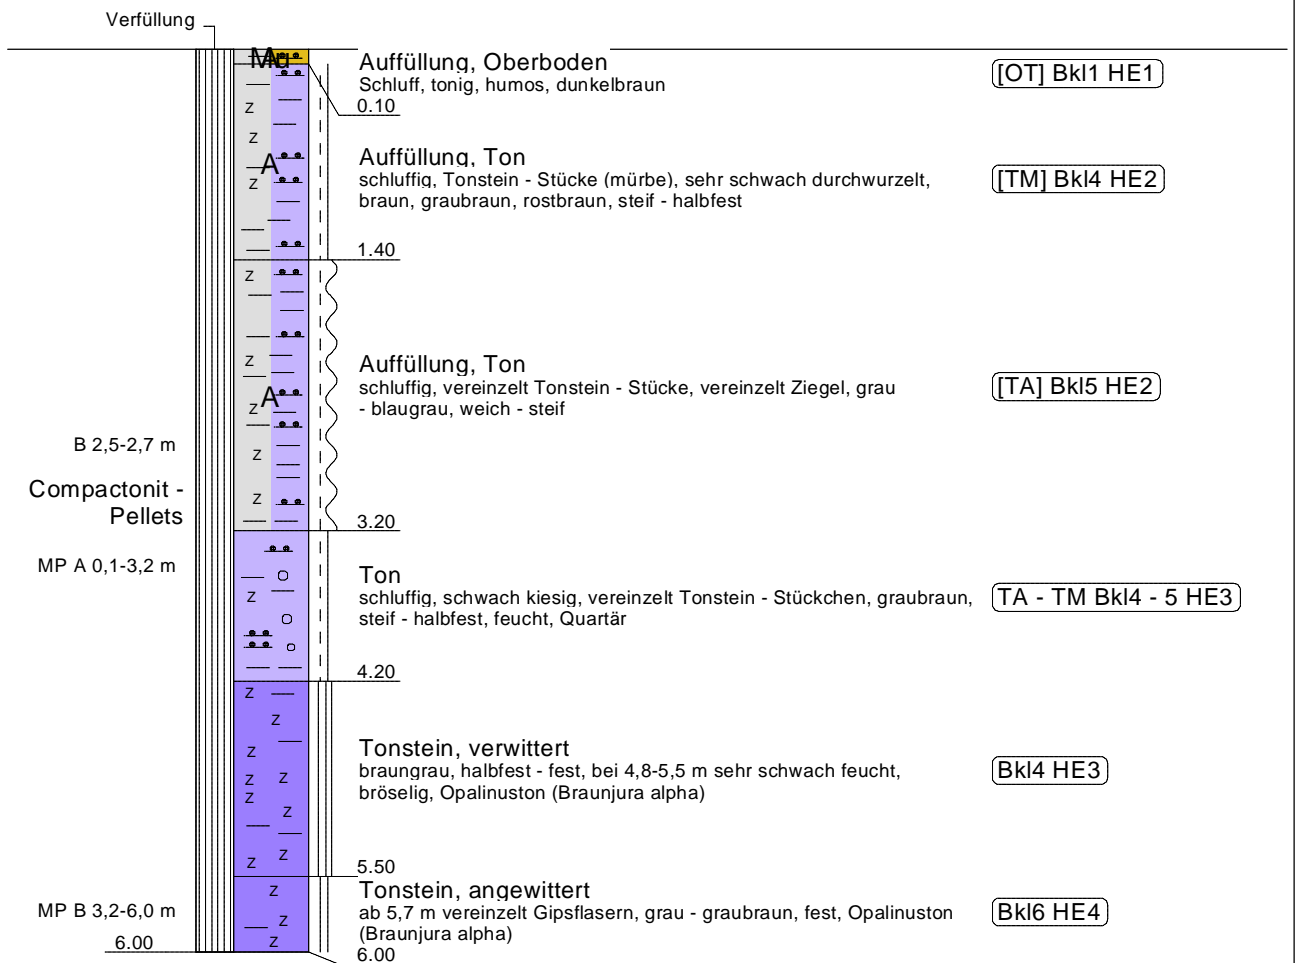 Verfüllung
Mu
A
Auffüllung, Oberboden
Schluff, tonig, humos, dunkelbraun
0.10
[OT] Bkl1 HE1
A
Auffüllung, Ton
schluffig, Tonstein - Stücke (mürbe), sehr schwach durchwurzelt,
braun, graubraun, rostbraun, steif - halbfest
1.40
[TM] Bkl4 HE2
A
Auffüllung, Ton
schluffig, vereinzelt Tonstein - Stücke, vereinzelt Ziegel, grau
- blaugrau, weich - steif
3.20
[TA] Bkl5 HE2
B 2,5-2,7 m
Compactonit -
Pellets
MP A 0,1-3,2 m
Ton
schluffig, schwach kiesig, vereinzelt Tonstein - Stückchen, graubraun,
steif - halbfest, feucht, Quartär
4.20
TA - TM Bkl4 - 5 HE3
Tonstein, verwittert
braungrau, halbfest - fest, bei 4,8-5,5 m sehr schwach feucht,
bröselig, Opalinuston (Braunjura alpha)
5.50
Bkl4 HE3
Tonstein, angewittert
ab 5,7 m vereinzelt Gipsflasern, grau - graubraun, fest, Opalinuston
(Braunjura alpha)
6.00
Bkl6 HE4
MP B 3,2-6,0 m
6.00